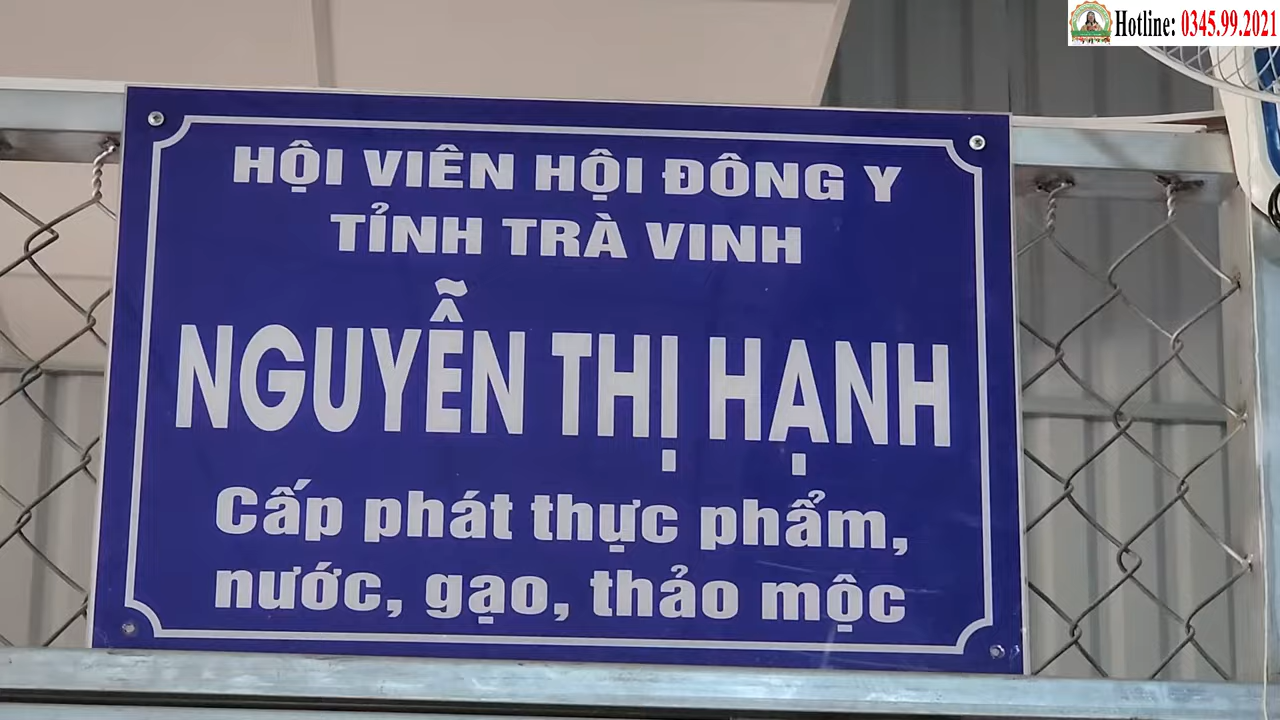 Hotline: 0345.99.2021
HỘI VIÊN HỘI ĐÔNG Y
TỈNH TRÀ VINH
NGUYỄN THỊ HẠNH
Cấp phát thực phẩm,
nước, gạo, thảo mộc